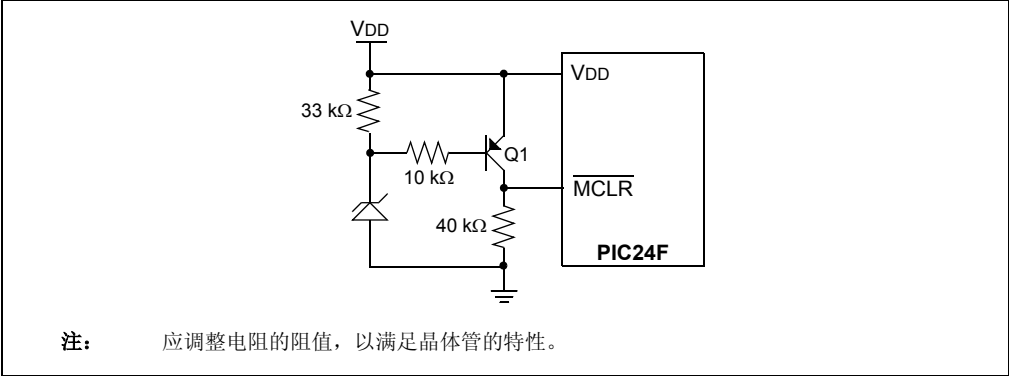 VDD
VDD
33 kΩ
Q1
10 kΩ
MCLR
40 kΩ
PIC24F
注： 应调整电阻的阻值，以满足晶体管的特性。